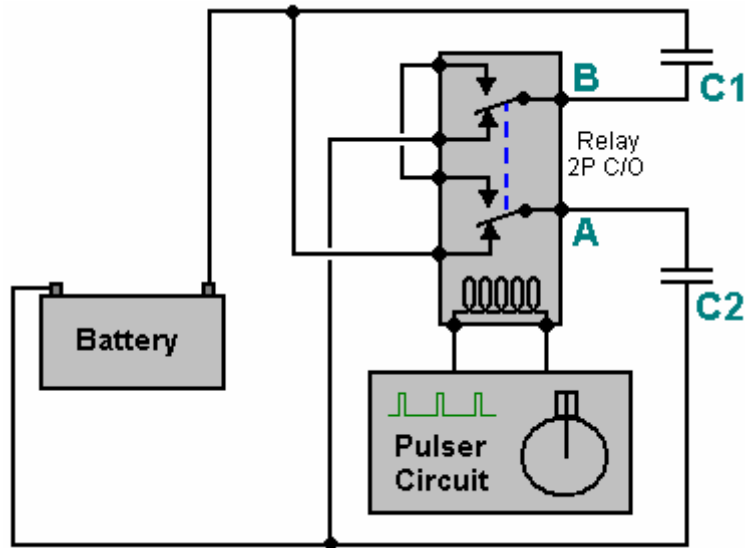 B
C1
Relay
2P C/O
A
C2
Battery
Pulser
Circuit